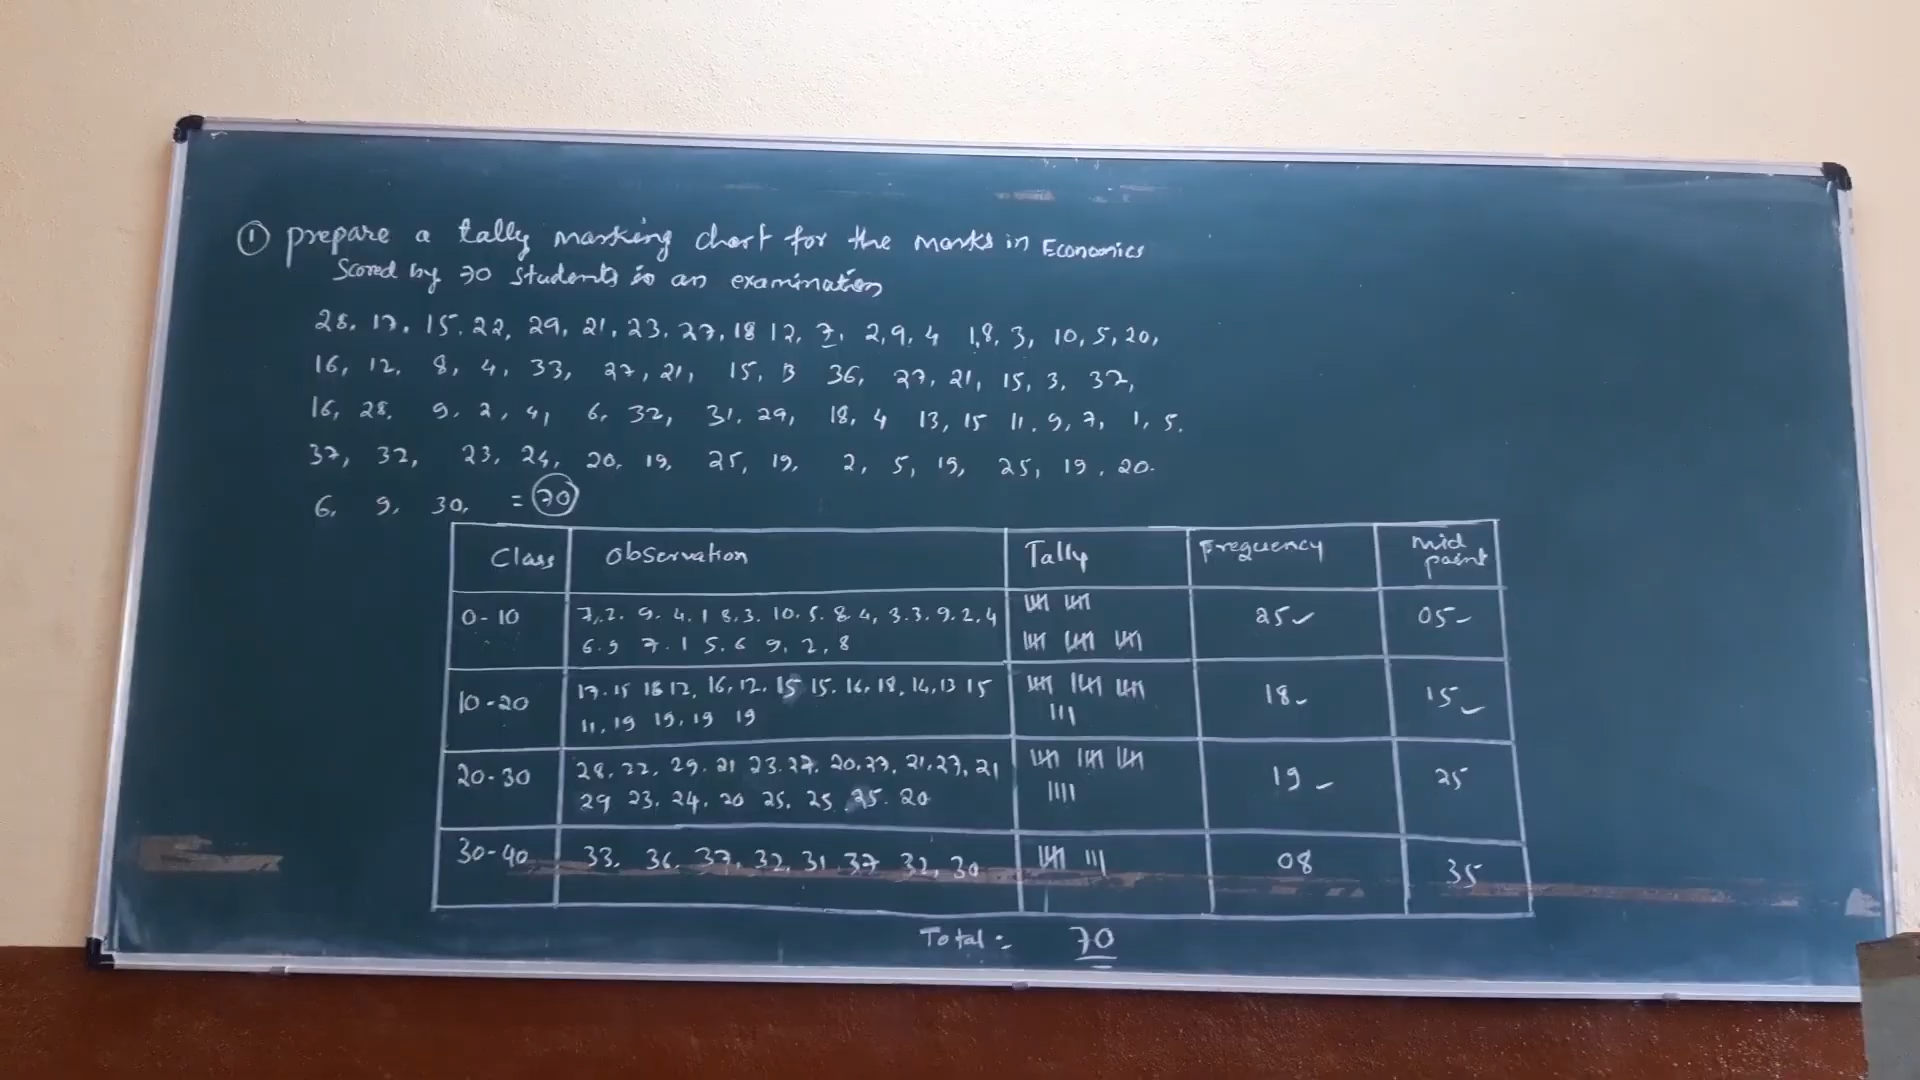 ① prepare a tally marking chart for the marks in Economics
Scored by 70 students in an examination
28, 17, 15, 22, 29, 21, 23, 27, 18 12, 7, 2, 9, 4 1, 8, 3, 10, 5, 20,
16, 12, 8, 4, 33, 27, 21, 15, 3 36, 27, 21, 15, 3, 37,
16, 28, 9, 2, 4, 6, 32, 31, 29, 18, 4 13, 15 11, 9, 7, 1, 5.
37, 32, 23, 24, 20, 19, 25, 19, 2, 5, 19, 25, 19, 20.
6, 9, 30, = 70
Class Observation Tally Frequency mid point
0-10 7, 2, 9, 4, 1 8, 3, 10, 5, 8, 4, 3, 3, 9, 2, 4 25 05
6, 9 7, 1 5, 6 9, 2, 8
10-20 17, 15 18 12, 16, 12, 15 15, 16, 18, 14, 13 15 18 15
11, 19 19, 19 19
20-30 28, 22, 29, 21 23, 27, 20, 27, 21, 27, 21 19 25
29 23, 24, 20 25, 25, 25, 20
30-40 33, 36, 37, 32, 31, 37 32, 30 08 35
Total = 70